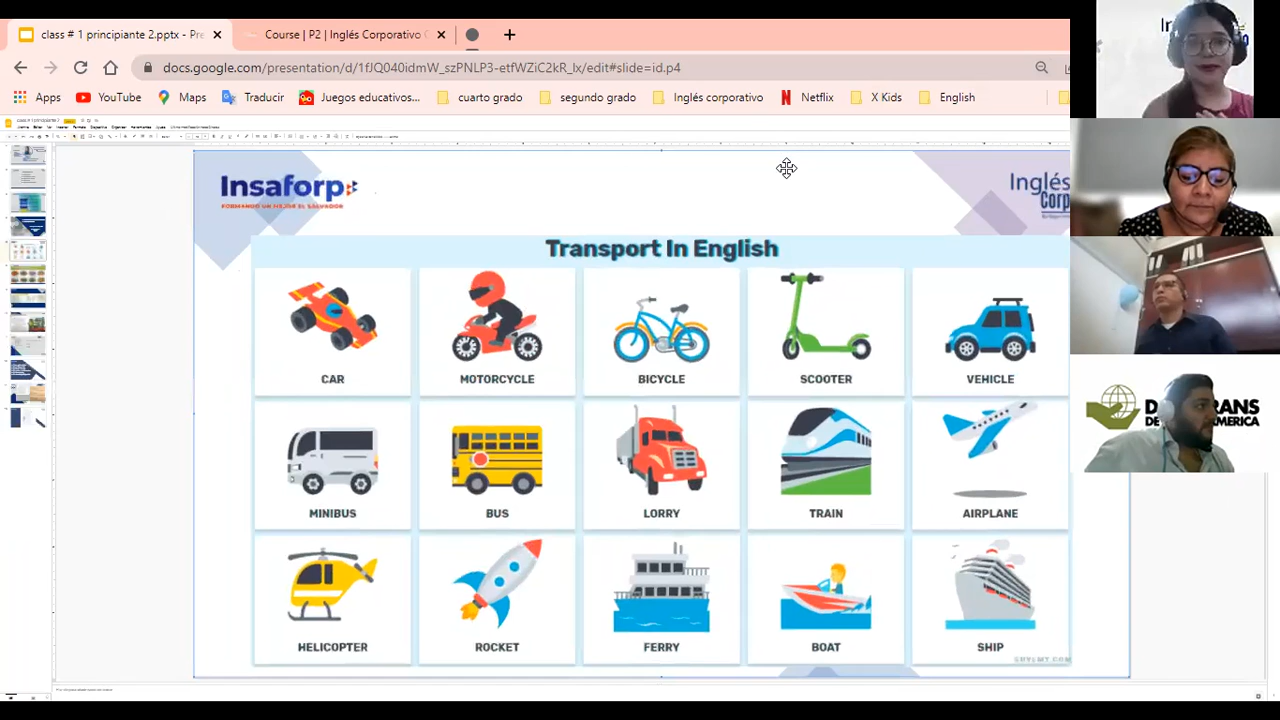 class # 1 principiante 2.pptx - Pre
Course | P2 | Inglés Corporativo
docs.google.com/presentation/d/
edit#slide=id.p4
Apps
YouTube
Maps
Traducir
Juegos educativos...
cuarto grado
segundo grado
Inglés corporativo
Netflix
X Kids
English
Insaforp
FORMANDO UN MEJOR EL SALVADOR
Inglés
Corp
Transport In English
CAR
MOTORCYCLE
BICYCLE
SCOOTER
VEHICLE
MINIBUS
BUS
LORRY
TRAIN
AIRPLANE
HELICOPTER
ROCKET
FERRY
BOAT
SHIP